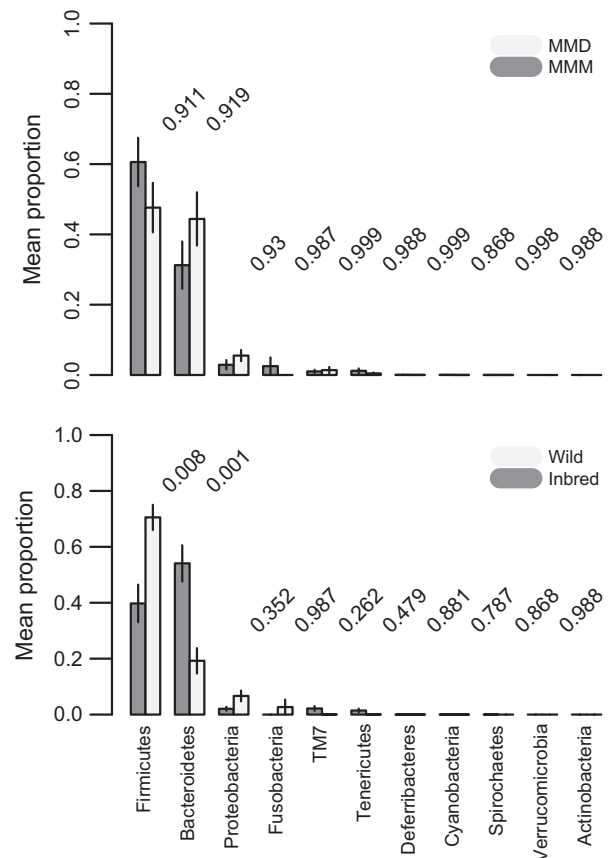 Mean proportion
1.0
0.8
0.6
0.4
0.2
0.0
MMD
MMM
0.911
0.919
0.93
0.987
0.999
0.988
0.999
0.868
0.998
0.988
Mean proportion
1.0
0.8
0.6
0.4
0.2
0.0
Wild
Inbred
0.008
0.001
0.352
0.987
0.262
0.479
0.881
0.787
0.868
0.988
Firmicutes
Bacteroidetes
Proteobacteria
Fusobacteria
TM7
Tenericutes
Deferribacteres
Cyanobacteria
Spirochaetes
Verrucomicrobia
Actinobacteria